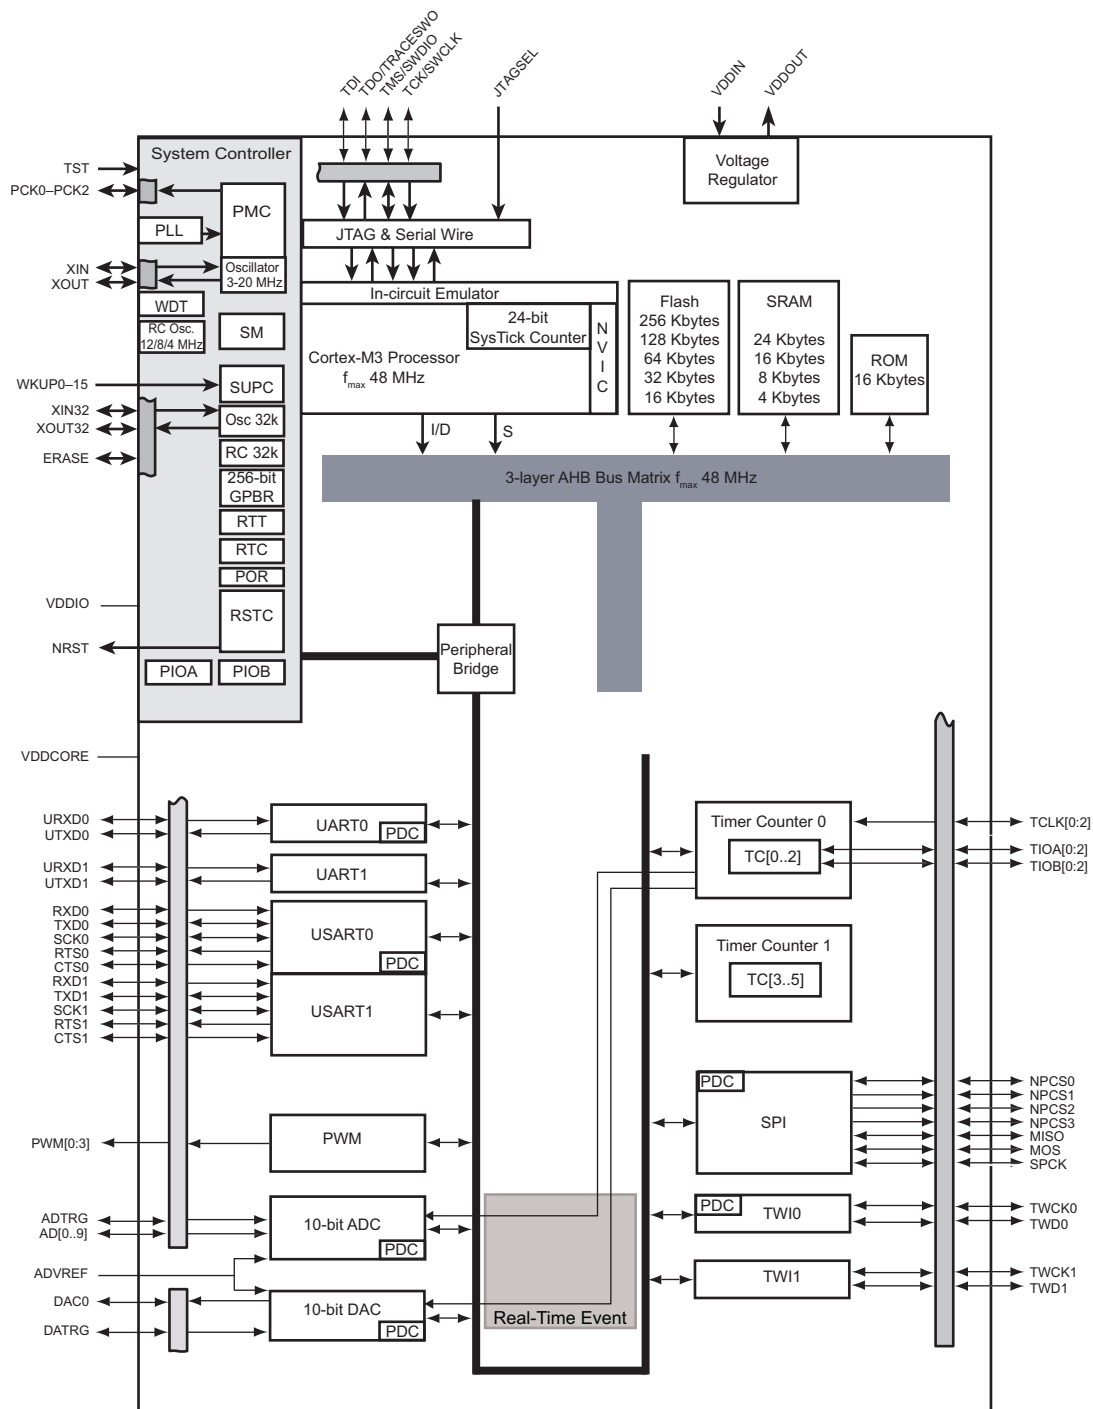 TDI
TDO/TRACESWO
TMS/SWDIO
TCK/SWCLK
JTAGSEL
VDDIN
VDDOUT
System Controller
Voltage
Regulator
TST
PCK0–PCK2
PMC
PLL
JTAG & Serial Wire
XIN
XOUT
Oscillator
3-20 MHz
In-circuit Emulator
WDT
RC Osc.
12/8/4 MHz
SM
24-bit
SysTick Counter
N
V
I
C
Cortex-M3 Processor
fmax 48 MHz
Flash
256 Kbytes
128 Kbytes
64 Kbytes
32 Kbytes
16 Kbytes
SRAM
24 Kbytes
16 Kbytes
8 Kbytes
4 Kbytes
ROM
16 Kbytes
WKUP0–15
SUPC
XIN32
XOUT32
Osc 32k
ERASE
RC 32k
I/D
S
3-layer AHB Bus Matrix fmax 48 MHz
256-bit
GPBR
RTT
RTC
POR
VDDIO
RSTC
NRST
PIOA
PIOB
Peripheral
Bridge
VDDCORE
URXD0
UTXD0
UART0
PDC
URXD1
UTXD1
UART1
RXD0
TXD0
SCK0
RTS0
CTS0
USART0
PDC
RXD1
TXD1
SCK1
RTS1
CTS1
USART1
PWM[0:3]
PWM
ADTRG
AD[0..9]
10-bit ADC
PDC
ADVREF
DAC0
DATRG
10-bit DAC
PDC
Real-Time Event
Timer Counter 0
TC[0..2]
TCLK[0:2]
TIOA[0:2]
TIOB[0:2]
Timer Counter 1
TC[3..5]
PDC
SPI
NPCS0
NPCS1
NPCS2
NPCS3
MISO
MOS
SPCK
PDC
TWI0
TWCK0
TWD0
TWI1
TWCK1
TWD1